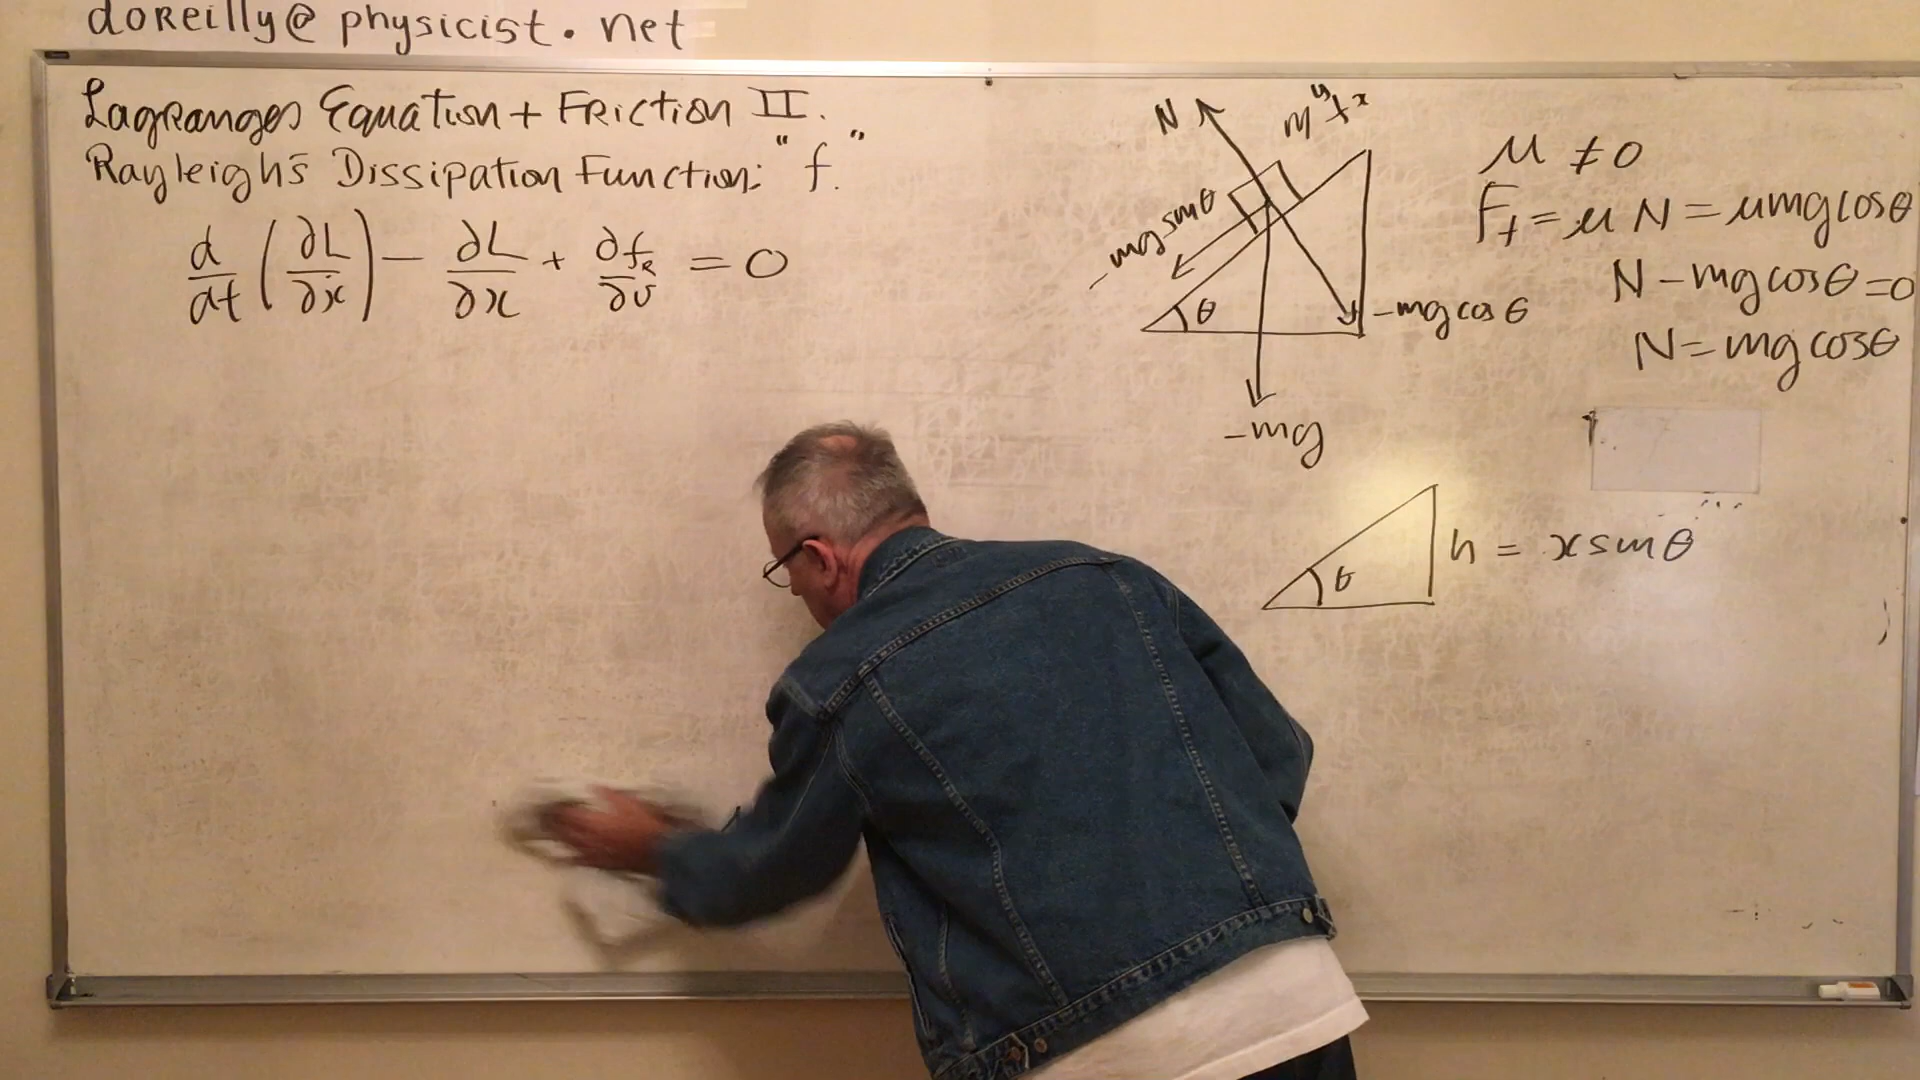 doreilly@physicist.net
Lagranges Equation + Friction II.
Rayleigh's Dissipation Function: "f."
d/dt (∂L/∂ẋ) - ∂L/∂x + ∂f_R/∂v = 0
N
m y x
-mg sinθ
θ
-mg cosθ
-mg
μ ≠ 0
F_f = μ N = μmg cosθ
N - mg cosθ = 0
N = mg cosθ
θ
h = x sinθ